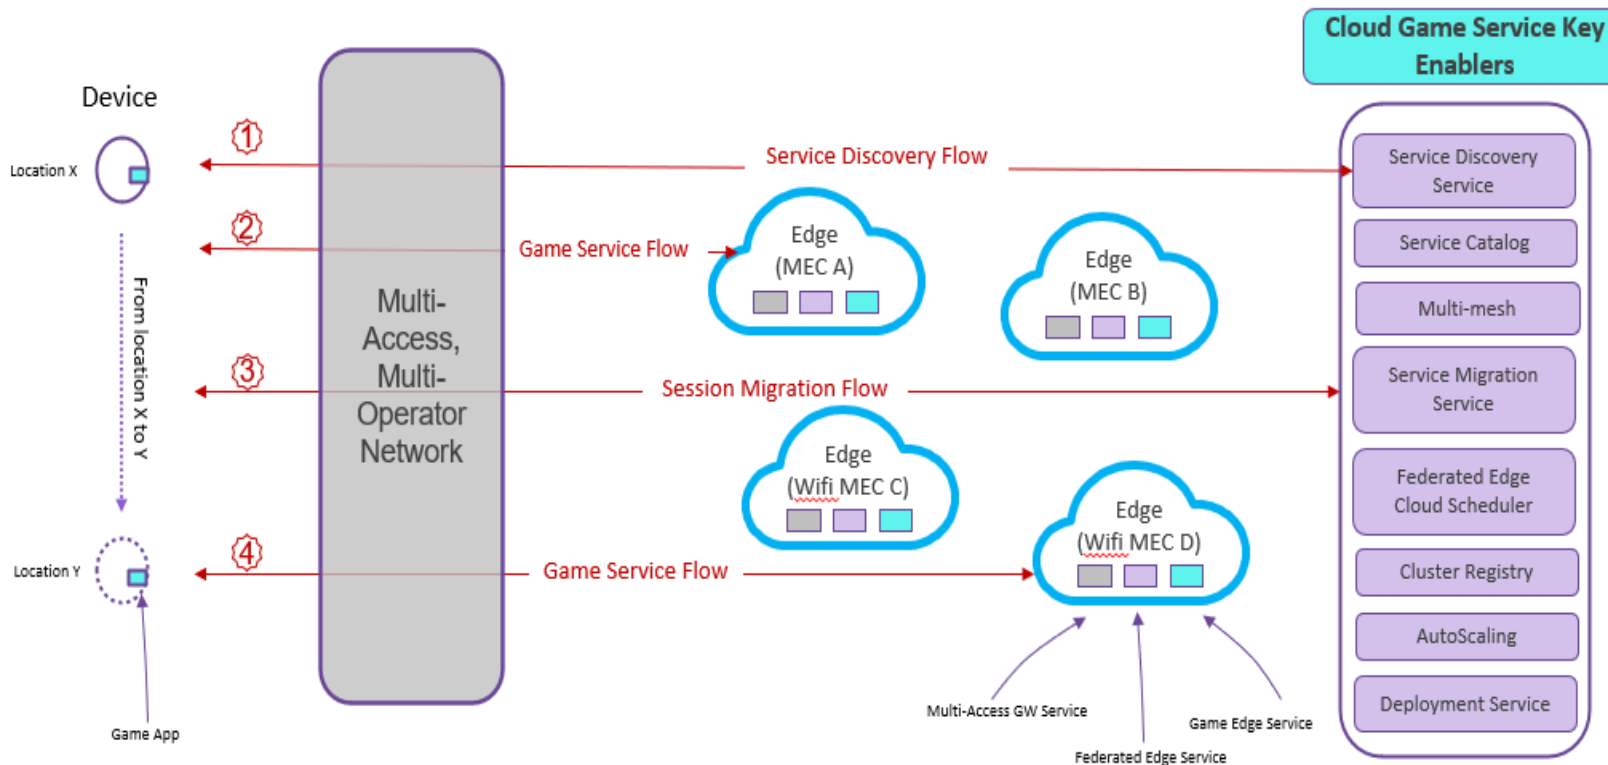 Cloud Game Service Key
Enablers
Device
Location X
1
Service Discovery Flow
Service Discovery
Service
2
Game Service Flow
Edge
(MEC A)
Edge
(MEC B)
Service Catalog
Multi-mesh
From location X to Y
Multi-
Access,
Multi-
Operator
Network
3
Session Migration Flow
Service Migration
Service
Edge
(Wifi MEC C)
Federated Edge
Cloud Scheduler
Edge
(Wifi MEC D)
4
Game Service Flow
Location Y
Cluster Registry
AutoScaling
Deployment Service
Multi-Access GW Service
Game Edge Service
Federated Edge Service
Game App